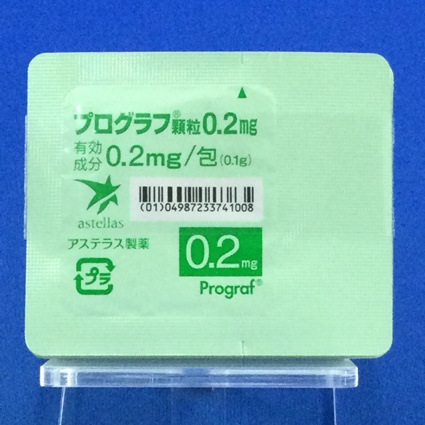 プログラフ®顆粒0.2mg
有効成分 0.2mg/包(0.1g)
(01)04987233741008
astellas
アステラス製薬
0.2mg
プラ
Prograf®